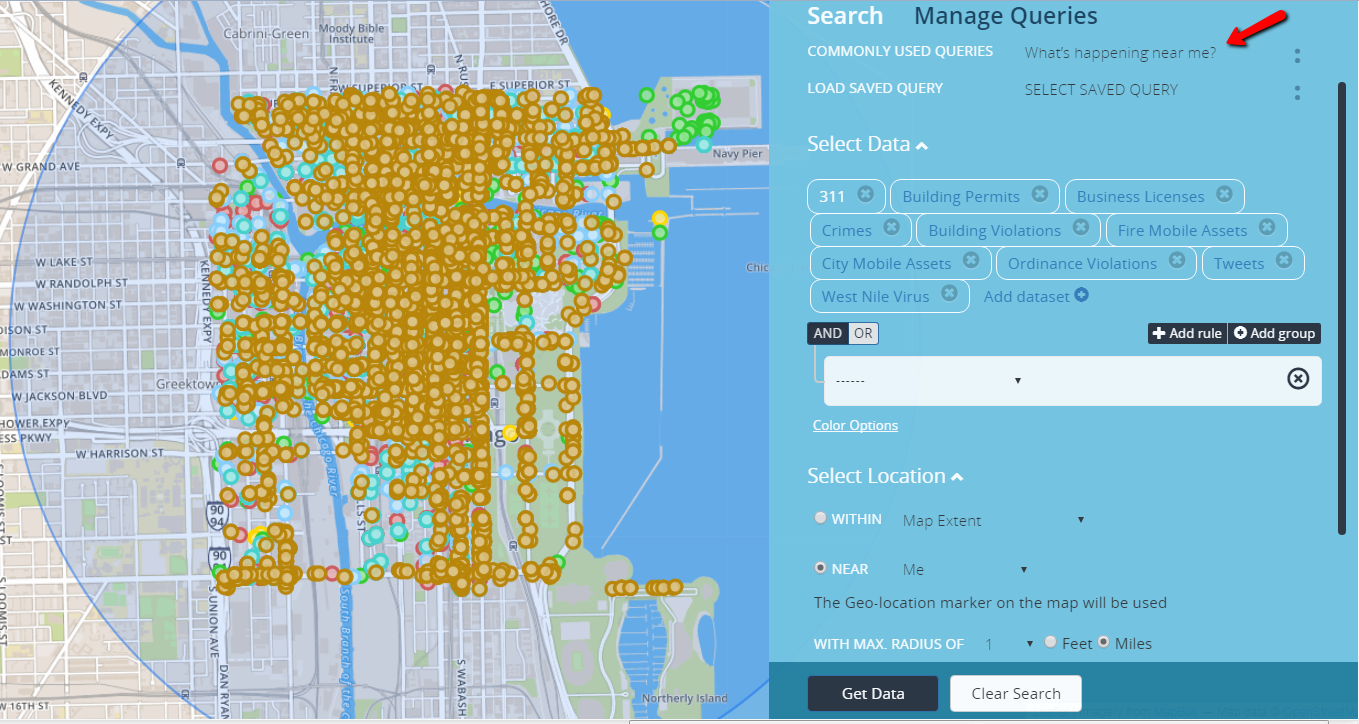 Cabrini-Green
Moody Bible
Institute
SHORE DR
N RUS
KENNEDY EXPY
W SUPERIOR ST
E SUPERIOR ST
W GRAND AVE
Navy Pier
W LAKE ST
W RANDOLPH ST
W WASHINGTON ST
KENNEDY EXPY
Chic
DISON ST
MONROE ST
ADAMS ST
Greektow
W JACKSON BLVD
HOWER EXPY
ESS PKWY
W HARRISON ST
The Chicago River
90
94
90
S UNION AVE
DAN RYAN
South Branch of the C
S WABASH
Northerly Island
W 16TH ST
S LOOMIS ST
Search Manage Queries
COMMONLY USED QUERIES What's happening near me?
LOAD SAVED QUERY SELECT SAVED QUERY
Select Data
311 Building Permits Business Licenses
Crimes Building Violations Fire Mobile Assets
City Mobile Assets Ordinance Violations Tweets
West Nile Virus Add dataset
AND OR Add rule Add group
------
Color Options
Select Location
WITHIN Map Extent
NEAR Me
The Geo-location marker on the map will be used
WITH MAX. RADIUS OF 1 Feet Miles
Get Data Clear Search